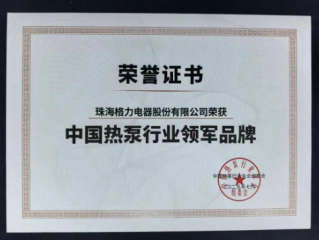 荣誉证书
珠海格力电器股份有限公司荣获
中国热泵行业领军品牌